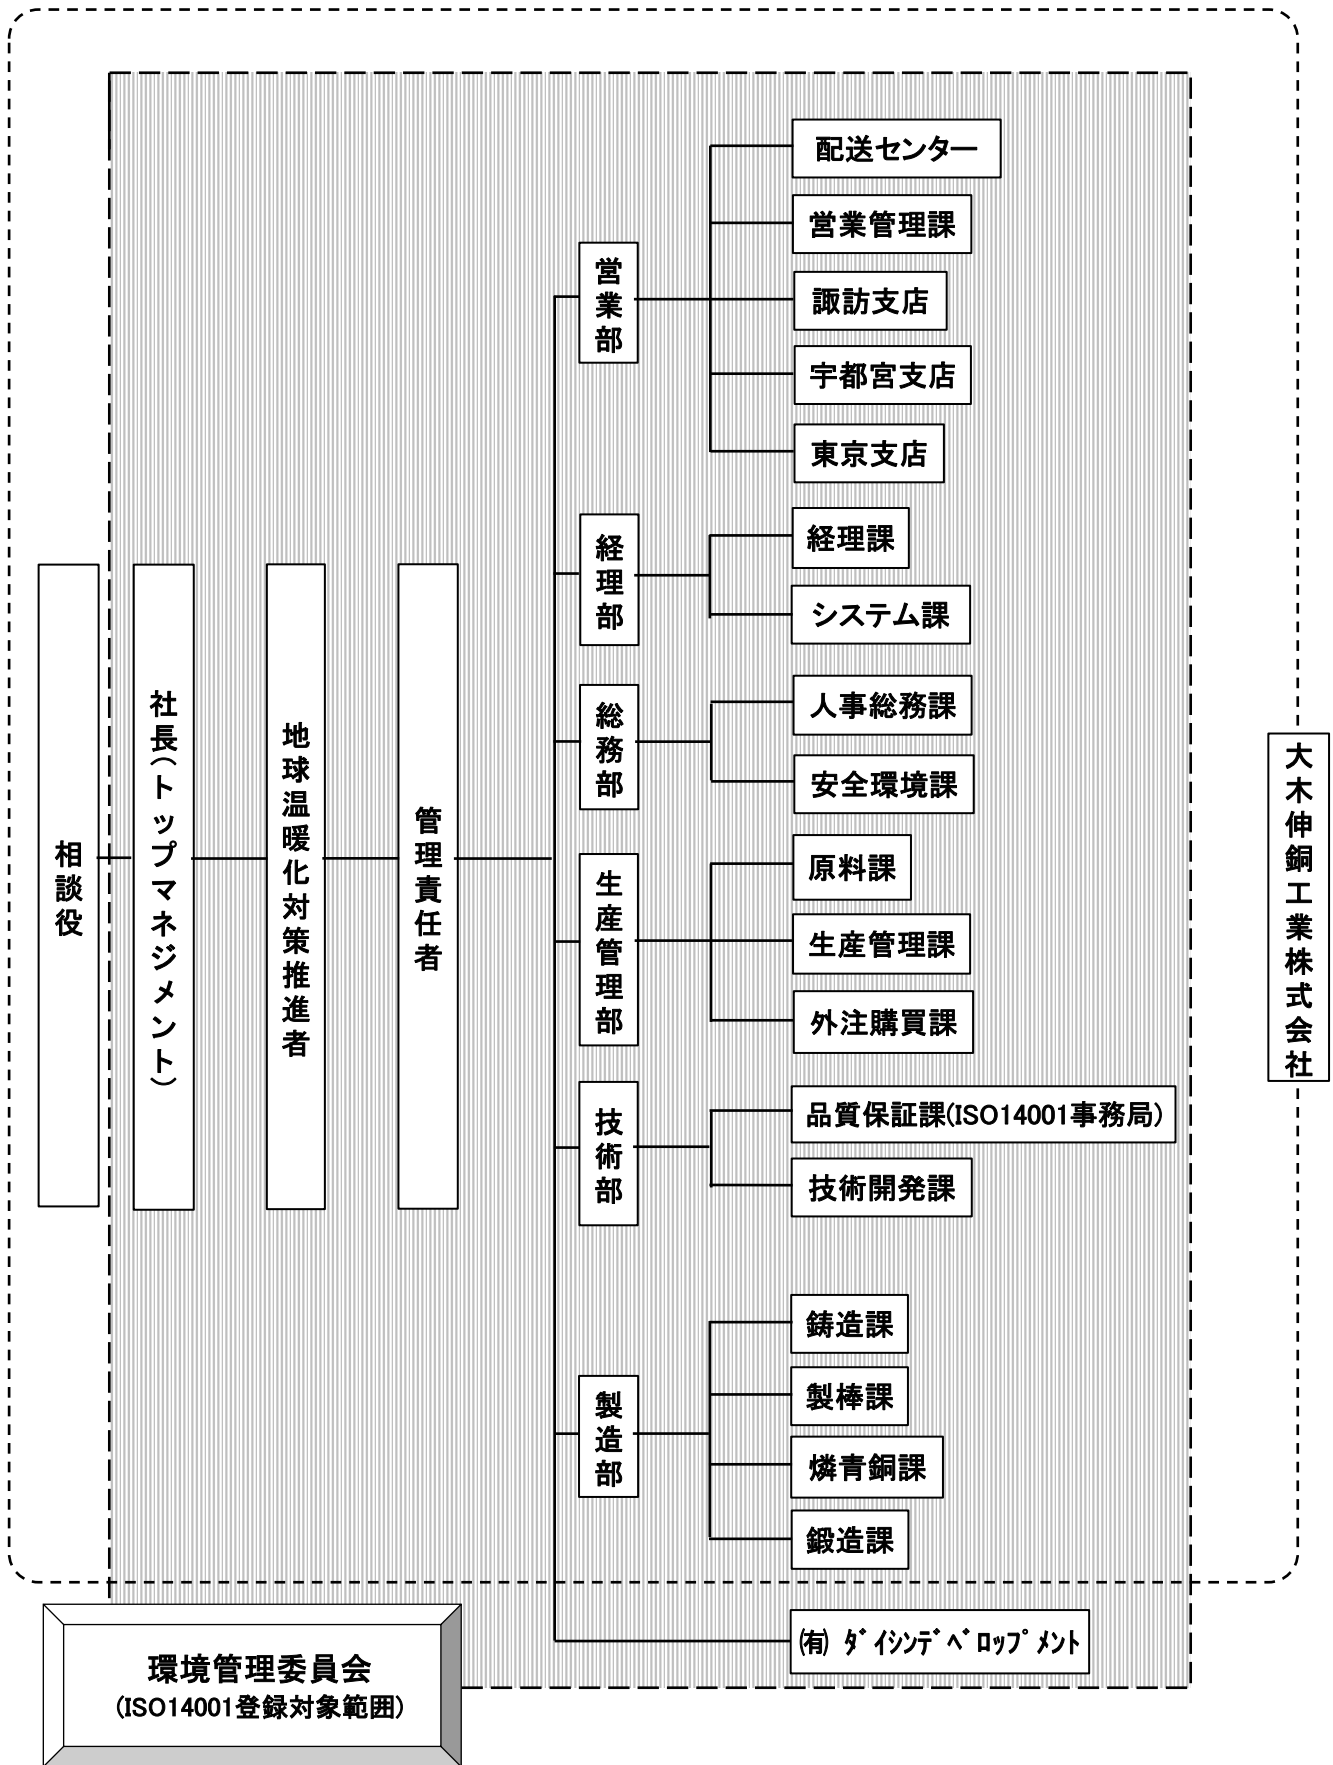 相談役
社長(トップマネジメント)
地球温暖化対策推進者
管理責任者
営業部
配送センター
営業管理課
諏訪支店
宇都宮支店
東京支店
経理部
経理課
システム課
総務部
人事総務課
安全環境課
生産管理部
原料課
生産管理課
外注購買課
技術部
品質保証課(ISO14001事務局)
技術開発課
製造部
鋳造課
製棒課
燐青銅課
鍛造課
㈲ ﾀﾞｲｼﾝﾃﾞﾍﾞﾛｯﾌﾟﾒﾝﾄ
大木伸銅工業株式会社
環境管理委員会
(ISO14001登録対象範囲)